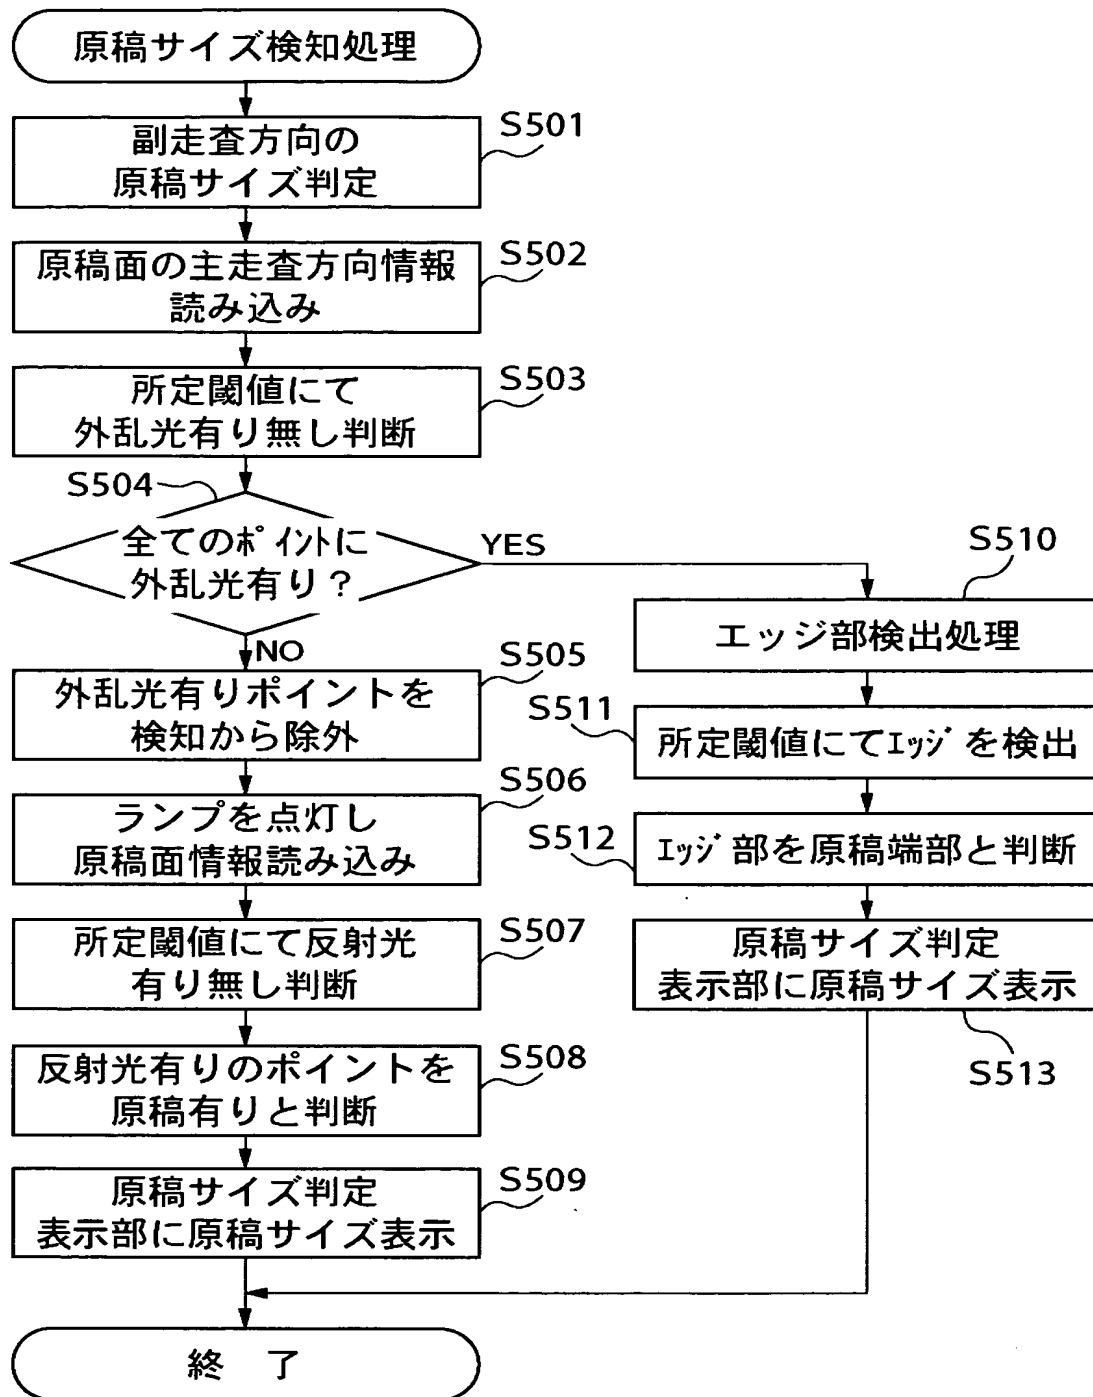 原稿サイズ検知処理
S501
副走査方向の
原稿サイズ判定
S502
原稿面の主走査方向情報
読み込み
S503
所定閾値にて
外乱光有り無し判断
S504
全てのﾎﾟｲﾝﾄに
外乱光有り？
YES
NO
S505
外乱光有りポイントを
検知から除外
S506
ランプを点灯し
原稿面情報読み込み
S507
所定閾値にて反射光
有り無し判断
S508
反射光有りのポイントを
原稿有りと判断
S509
原稿サイズ判定
表示部に原稿サイズ表示
S510
エッジ部検出処理
S511
所定閾値にてｴｯｼﾞを検出
S512
ｴｯｼﾞ部を原稿端部と判断
原稿サイズ判定
表示部に原稿サイズ表示
S513
終 了